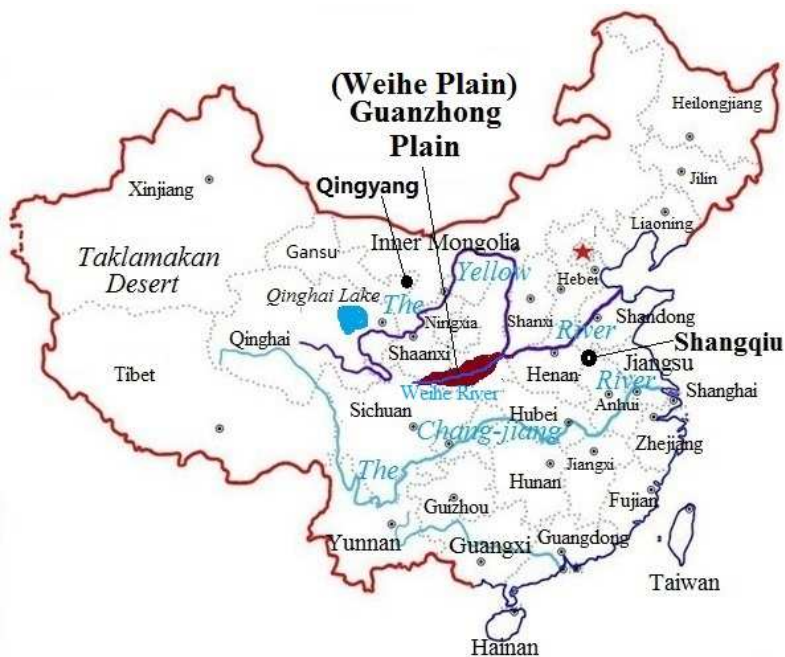 (Weihe Plain)
Guanzhong
Plain
Heilongjiang
Jilin
Xinjiang
Qingyang
Liaoning
Gansu
Inner Mongolia
Taklamakan
Desert
Yellow
Hebei
Qinghai Lake
The
Ningxia
Shanxi
River
Shandong
Qinghai
Shaanxi
Shangqiu
Henan
Jiangsu
Tibet
Weihe River
River
Shanghai
Anhui
Sichuan
Hubei
Chang-jiang
Zhejiang
The
Hunan
Jiangxi
Guizhou
Fujian
Yunnan
Guangxi
Guangdong
Taiwan
Hainan